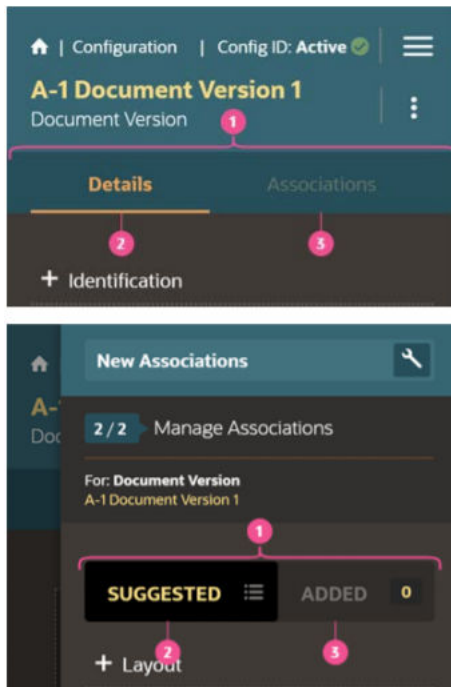 | Configuration | Config ID: Active
A-1 Document Version 1
Document Version
1
Details Associations
2 3
+ Identification
New Associations
A-
Doc
2 / 2 Manage Associations
For: Document Version
A-1 Document Version 1
1
SUGGESTED ADDED 0
2 3
+ Layout